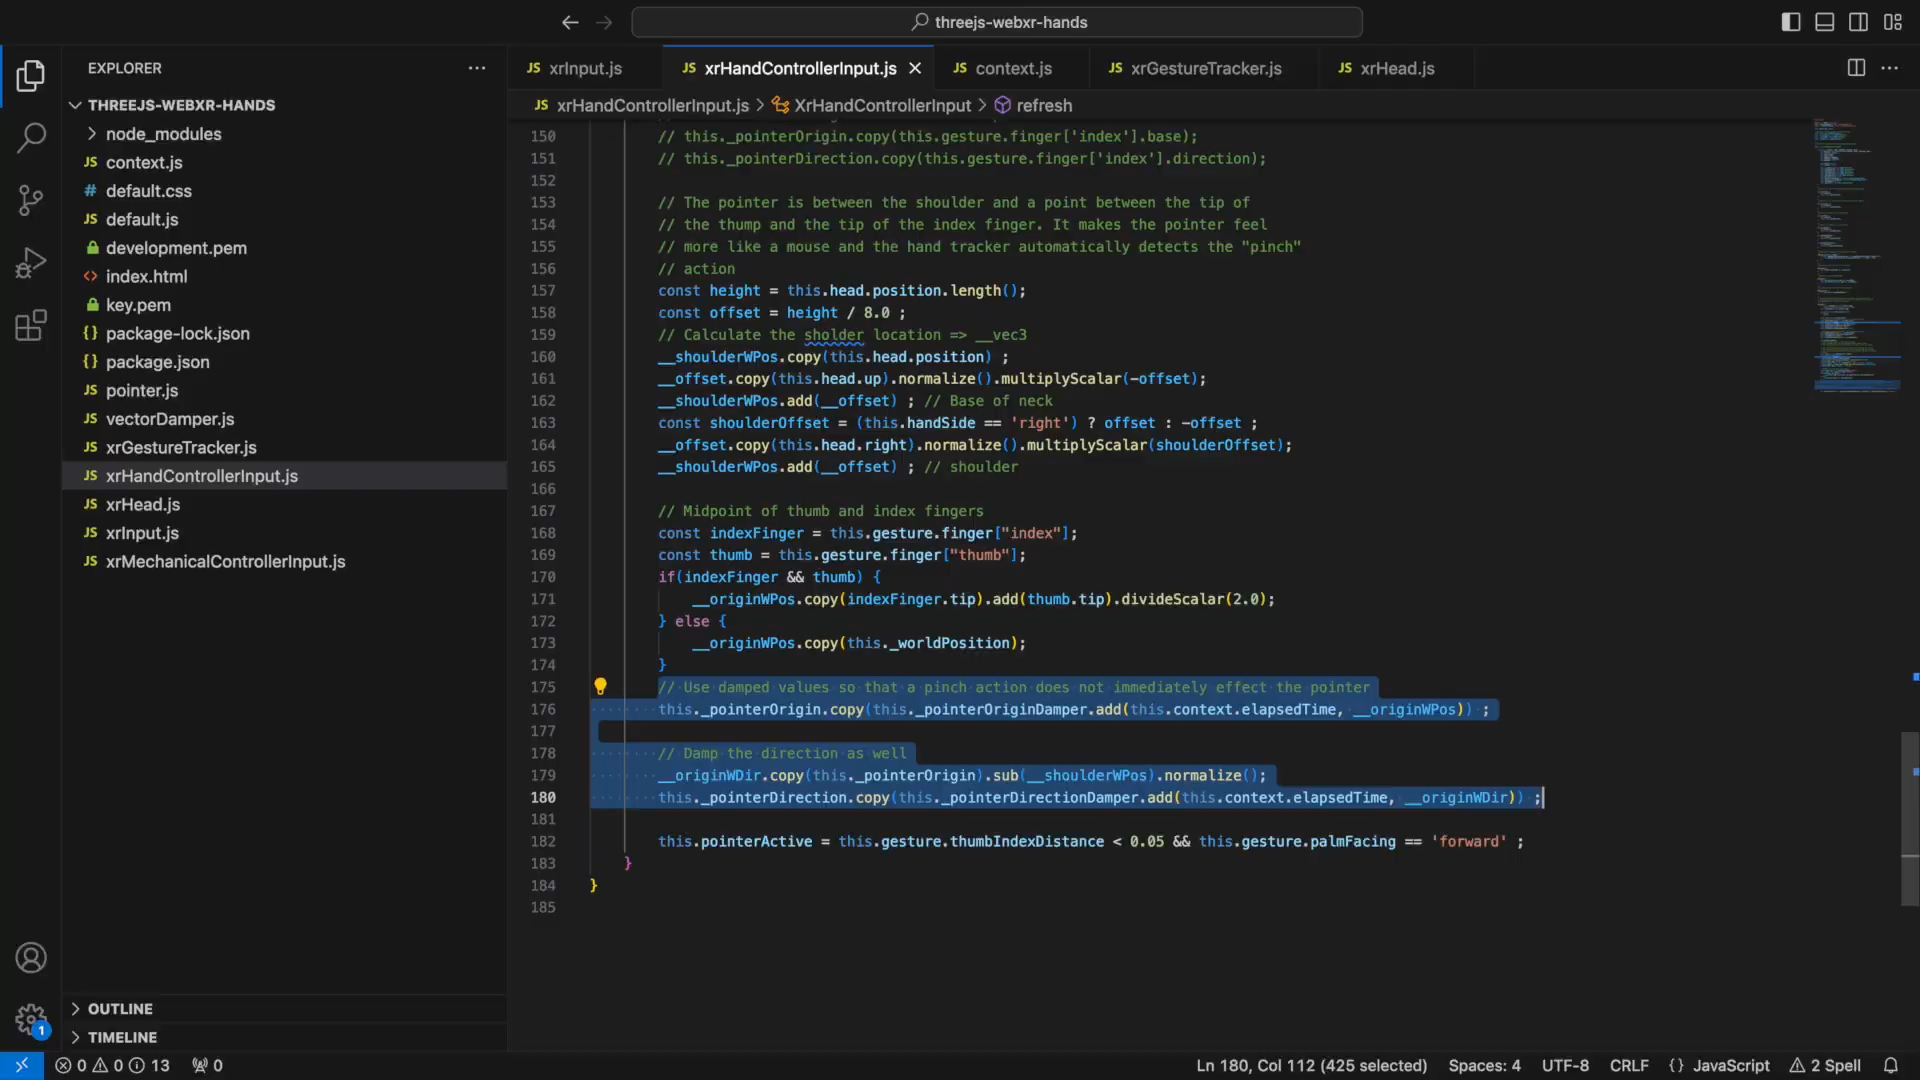 threejs-webxr-hands
EXPLORER
THREEJS-WEBXR-HANDS
node_modules
JS context.js
# default.css
JS default.js
development.pem
<> index.html
key.pem
{} package-lock.json
{} package.json
JS pointer.js
JS vectorDamper.js
JS xrGestureTracker.js
JS xrHandControllerInput.js
JS xrHead.js
JS xrInput.js
JS xrMechanicalControllerInput.js
OUTLINE
TIMELINE
JS xrInput.js JS xrHandControllerInput.js JS context.js JS xrGestureTracker.js JS xrHead.js
JS xrHandControllerInput.js > XrHandControllerInput > refresh
150 // this._pointerOrigin.copy(this.gesture.finger['index'].base);
151 // this._pointerDirection.copy(this.gesture.finger['index'].direction);
152
153 // The pointer is between the shoulder and a point between the tip of
154 // the thump and the tip of the index finger. It makes the pointer feel
155 // more like a mouse and the hand tracker automatically detects the "pinch"
156 // action
157 const height = this.head.position.length();
158 const offset = height / 8.0 ;
159 // Calculate the sholder location => __vec3
160 __shoulderWPos.copy(this.head.position) ;
161 __offset.copy(this.head.up).normalize().multiplyScalar(-offset);
162 __shoulderWPos.add(__offset) ; // Base of neck
163 const shoulderOffset = (this.handSide == 'right') ? offset : -offset ;
164 __offset.copy(this.head.right).normalize().multiplyScalar(shoulderOffset);
165 __shoulderWPos.add(__offset) ; // shoulder
166
167 // Midpoint of thumb and index fingers
168 const indexFinger = this.gesture.finger["index"];
169 const thumb = this.gesture.finger["thumb"];
170 if(indexFinger && thumb) {
171 __originWPos.copy(indexFinger.tip).add(thumb.tip).divideScalar(2.0);
172 } else {
173 __originWPos.copy(this._worldPosition);
174 }
175 // Use damped values so that a pinch action does not immediately effect the pointer
176 this._pointerOrigin.copy(this._pointerOriginDamper.add(this.context.elapsedTime, __originWPos)) ;
177
178 // Damp the direction as well
179 __originWDir.copy(this._pointerOrigin).sub(__shoulderWPos).normalize();
180 this._pointerDirection.copy(this._pointerDirectionDamper.add(this.context.elapsedTime, __originWDir)) ;
181
182 this.pointerActive = this.gesture.thumbIndexDistance < 0.05 && this.gesture.palmFacing == 'forward' ;
183 }
184 }
185
1
0 0 13 0 Ln 180, Col 112 (425 selected) Spaces: 4 UTF-8 CRLF {} JavaScript 2 Spell